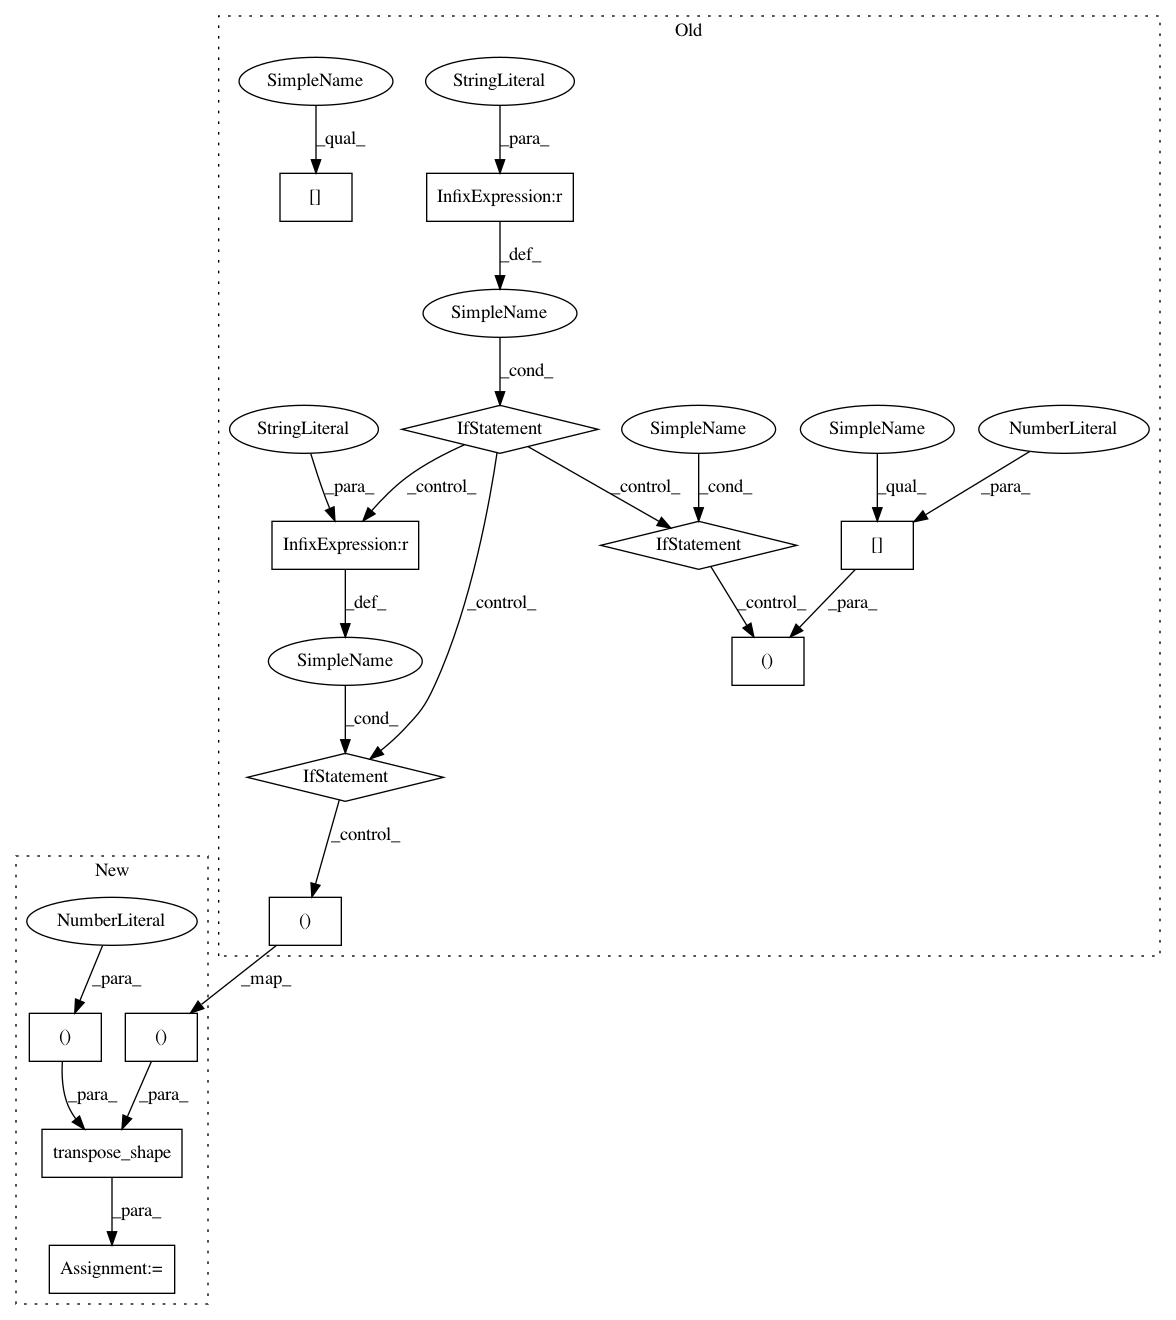 Old
SimpleName
StringLiteral
_qual_
_para_
[]
InfixExpression:r
_def_
SimpleName
_cond_
StringLiteral
IfStatement
SimpleName
SimpleName
NumberLiteral
_para_
_control_
_control_
_cond_
_qual_
_para_
InfixExpression:r
IfStatement
[]
_def_
_control_
_control_
_para_
SimpleName
()
_cond_
IfStatement
_control_
New
NumberLiteral
()
_para_
_map_
()
()
_para_
_para_
transpose_shape
_para_
Assignment:=